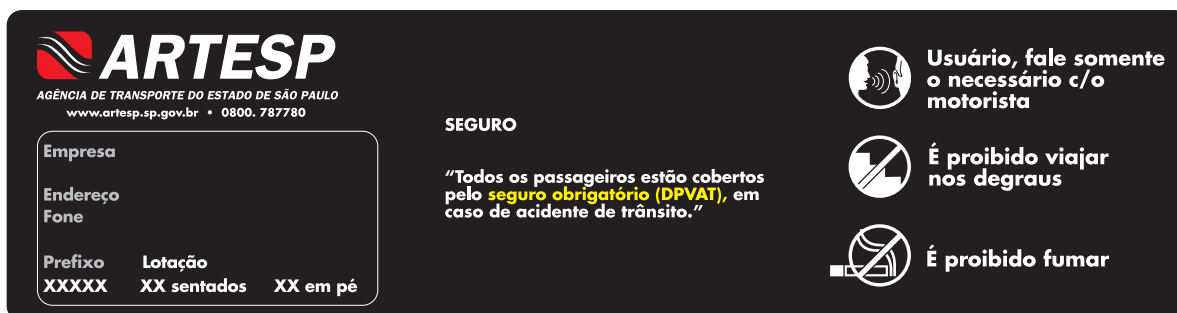 ARTESP
AGÊNCIA DE TRANSPORTE DO ESTADO DE SÃO PAULO
www.artesp.sp.gov.br • 0800. 787780
Empresa
Endereço
Fone
Prefixo Lotação
XXXXX XX sentados XX em pé
SEGURO
“Todos os passageiros estão cobertos
pelo seguro obrigatório (DPVAT), em
caso de acidente de trânsito.”
Usuário, fale somente
o necessário c/o
motorista
É proibido viajar
nos degraus
É proibido fumar